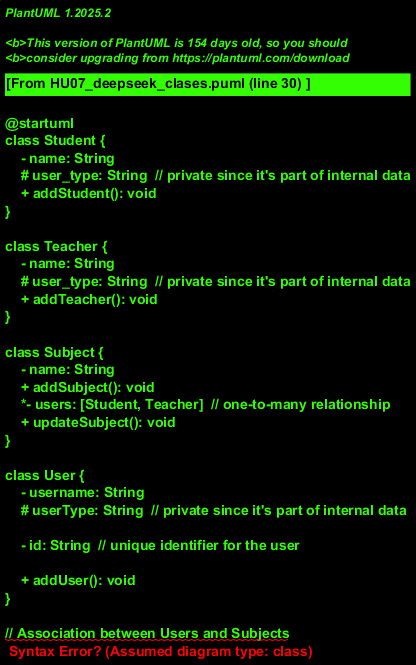 PlantUML 1.2025.2
<b>This version of PlantUML is 154 days old, so you should
<b>consider upgrading from https://plantuml.com/download
[From HU07_deepseek_clases.puml (line 30) ]
@startuml
class Student {
- name: String
# user_type: String // private since it's part of internal data
+ addStudent(): void
}
class Teacher {
- name: String
# user_type: String // private since it's part of internal data
+ addTeacher(): void
}
class Subject {
- name: String
+ addSubject(): void
*- users: [Student, Teacher] // one-to-many relationship
+ updateSubject(): void
}
class User {
- username: String
# userType: String // private since it's part of internal data
- id: String // unique identifier for the user
+ addUser(): void
}
// Association between Users and Subjects
Syntax Error? (Assumed diagram type: class)